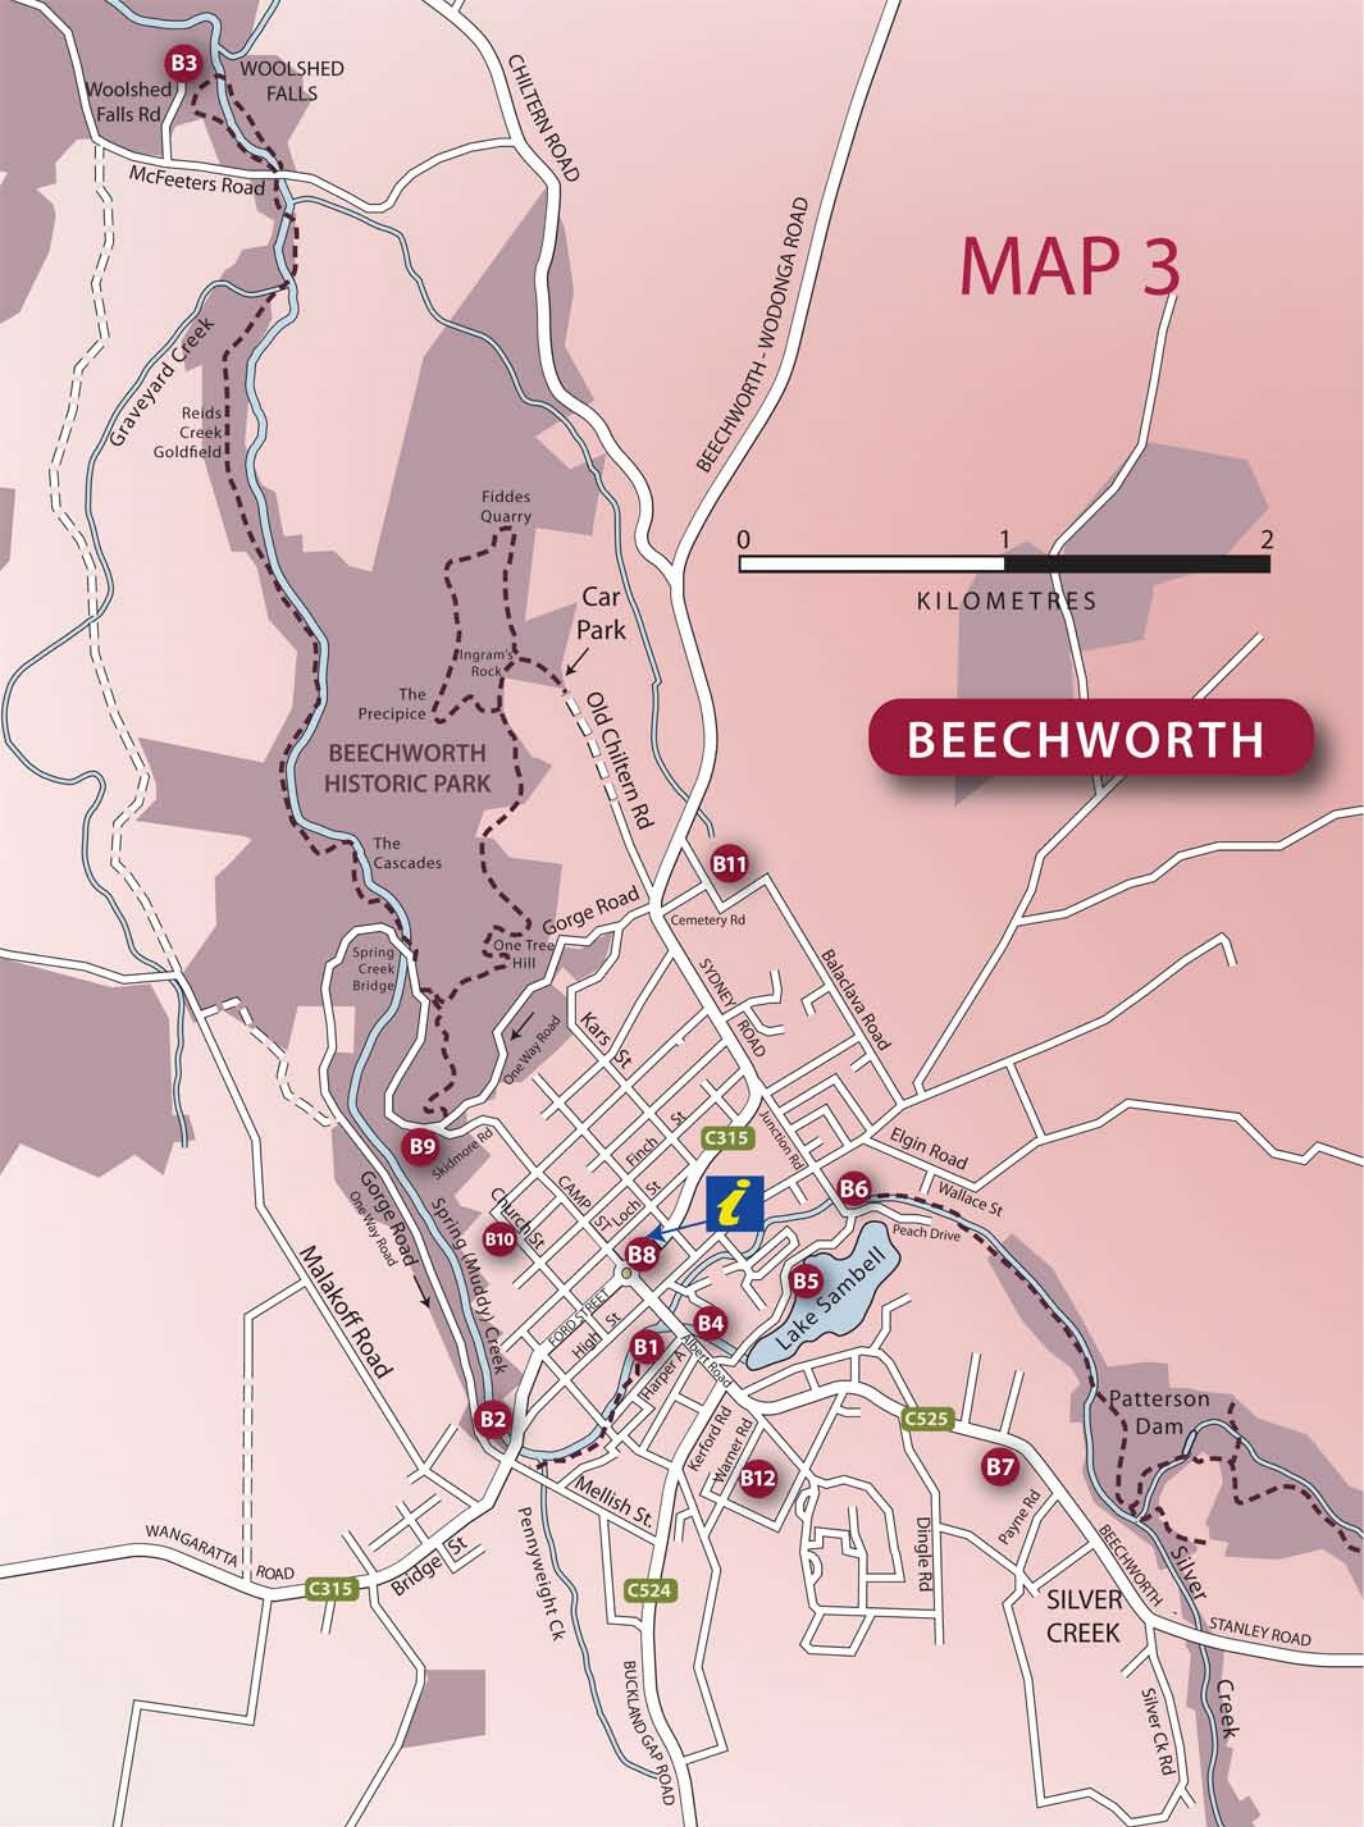 B3
WOOLSHED
FALLS
Woolshed
Falls Rd
McFeeters Road
CHILTERN ROAD
BEECHWORTH - WODONGA ROAD
MAP 3
Graveyard Creek
Reids
Creek
Goldfield
Fiddes
Quarry
0
1
2
KILOMETRES
Car
Park
Ingram's
Rock
The
Precipice
Old Chiltern Rd
BEECHWORTH
BEECHWORTH
HISTORIC PARK
The
Cascades
B11
Gorge Road
Cemetery Rd
One Tree
Hill
Spring
Creek
Bridge
SYDNEY ROAD
Balaclava Road
Kars St
One Way Road
Finch St
C315
Junction Rd
B9
Skidmore Rd
Elgin Road
Wallace St
B6
Peach Drive
CAMP ST
Loch St
i
Church St
B10
B8
Gorge Road
One Way Road
Spring (Muddy) Creek
Malakoff Road
B5
Lake Sambell
FORD STREET
High St
B4
B1
Albert Road
Harper A
B2
Patterson
Dam
C525
B7
Kerford Rd
Warner Rd
B12
Mellish St.
Payne Rd
Dingle Rd
Pennyweight Ck
WANGARATTA ROAD
C315
Bridge St
C524
BEECHWORTH - STANLEY ROAD
Silver Creek
SILVER
CREEK
BUCKLAND GAP ROAD
Silver Ck Rd